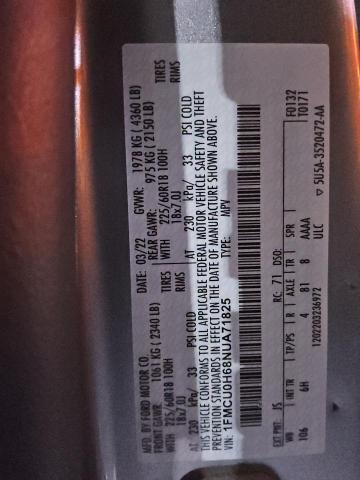 MFD. BY FORD MOTOR CO.
DATE: 03/22 GVWR: 1978 KG ( 4360 LB)
FRONT GAWR: 1061 KG ( 2340 LB) REAR GAWR: 975 KG ( 2150 LB)
WITH 225/60R18 100H TIRES WITH 225/60R18 100H TIRES
18x7.0J RIMS 18x7.0J RIMS
AT 230 kPa/ 33 PSI COLD AT 230 kPa/ 33 PSI COLD
THIS VEHICLE CONFORMS TO ALL APPLICABLE FEDERAL MOTOR VEHICLE SAFETY AND THEFT
PREVENTION STANDARDS IN EFFECT ON THE DATE OF MANUFACTURE SHOWN ABOVE.
1FMCU0H68NUA71825 TYPE: MPV
F0132
T0171
EXT PNT: JS RC: 71 DSO:
WB INT TR TP/PS R AXLE TR SPR
106 6H 4 B1 8 AAAA
1202203236972 ULC
▽ 5U5A-3520472-AA